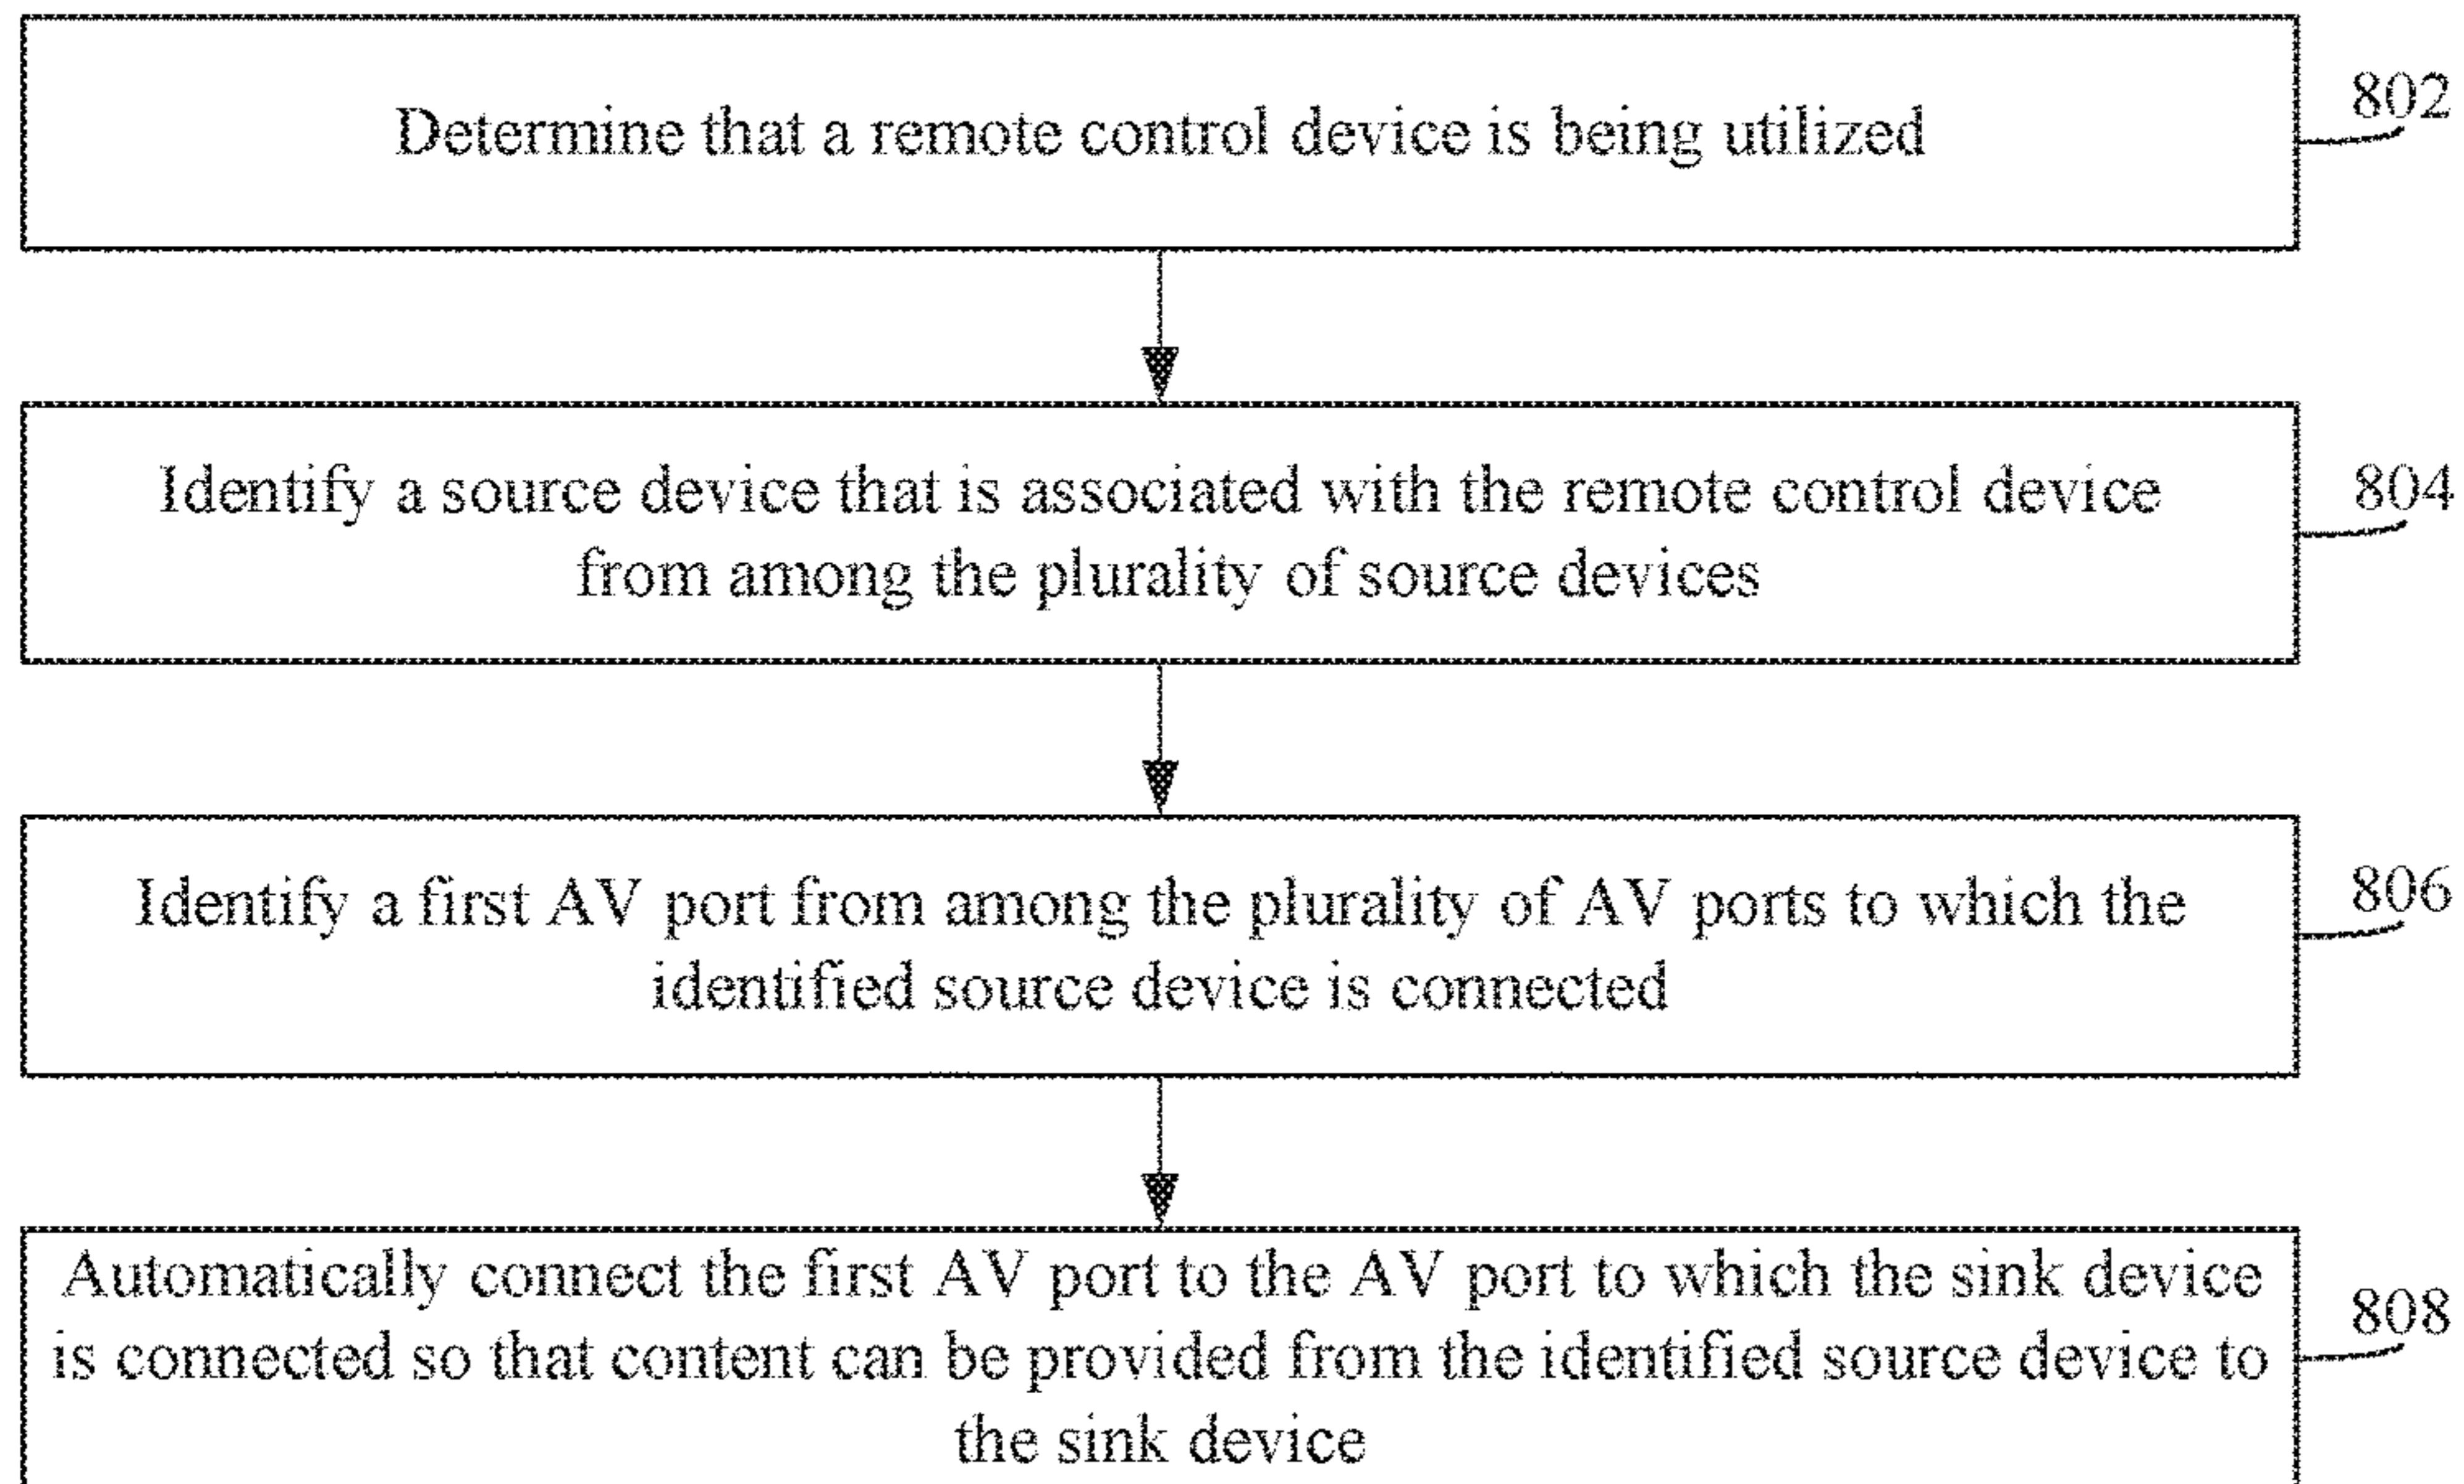 Determine that a remote control device is being utilized
802
Identify a source device that is associated with the remote control device
from among the plurality of source devices
804
Identify a first AV port from among the plurality of AV ports to which the
identified source device is connected
806
Automatically connect the first AV port to the AV port to which the sink device
is connected so that content can be provided from the identified source device to
the sink device
808